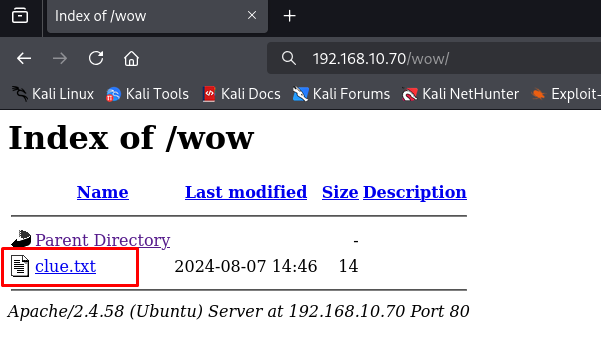 Index of /wow
192.168.10.70/wow/
Kali Linux Kali Tools Kali Docs Kali Forums Kali NetHunter Exploit-
Index of /wow
Name Last modified Size Description
Parent Directory -
clue.txt 2024-08-07 14:46 14
Apache/2.4.58 (Ubuntu) Server at 192.168.10.70 Port 80